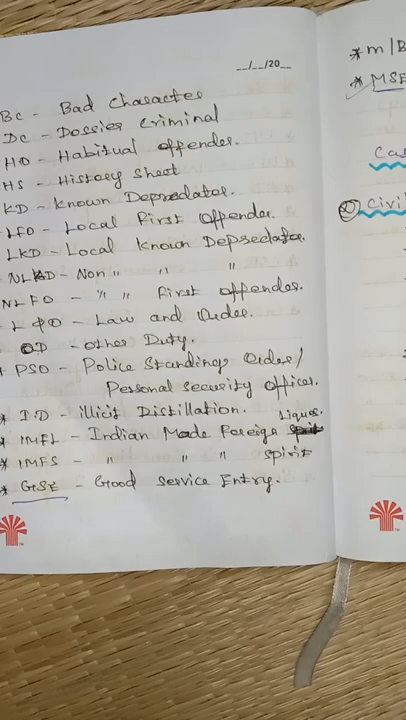 __/__/20__
BC - Bad Character
DC - Dossier Criminal
HO - Habitual offender.
HS - History Sheet
KD - Known Depredator.
LFO - Local First Offender.
LKD - Local Known Depredator.
NLKD - Non " " "
NLFO - " " First offender.
L&O - Law and Order.
OD - other Duty.
* PSO - Police Standing Order/
Personal security officer.
* I.D - illicit Distillation.
* IMFL - Indian Made Foreign Liquor.
* IMFS - " " " spirit
* GSE - Good Service Entry.
* m/B
* MSE
Cas
Civil